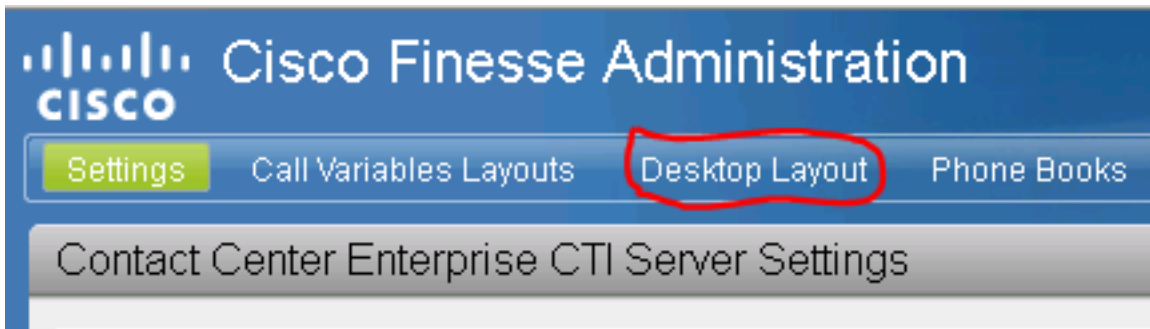 Cisco Finesse Administration
CISCO
Settings Call Variables Layouts Desktop Layout Phone Books
Contact Center Enterprise CTI Server Settings